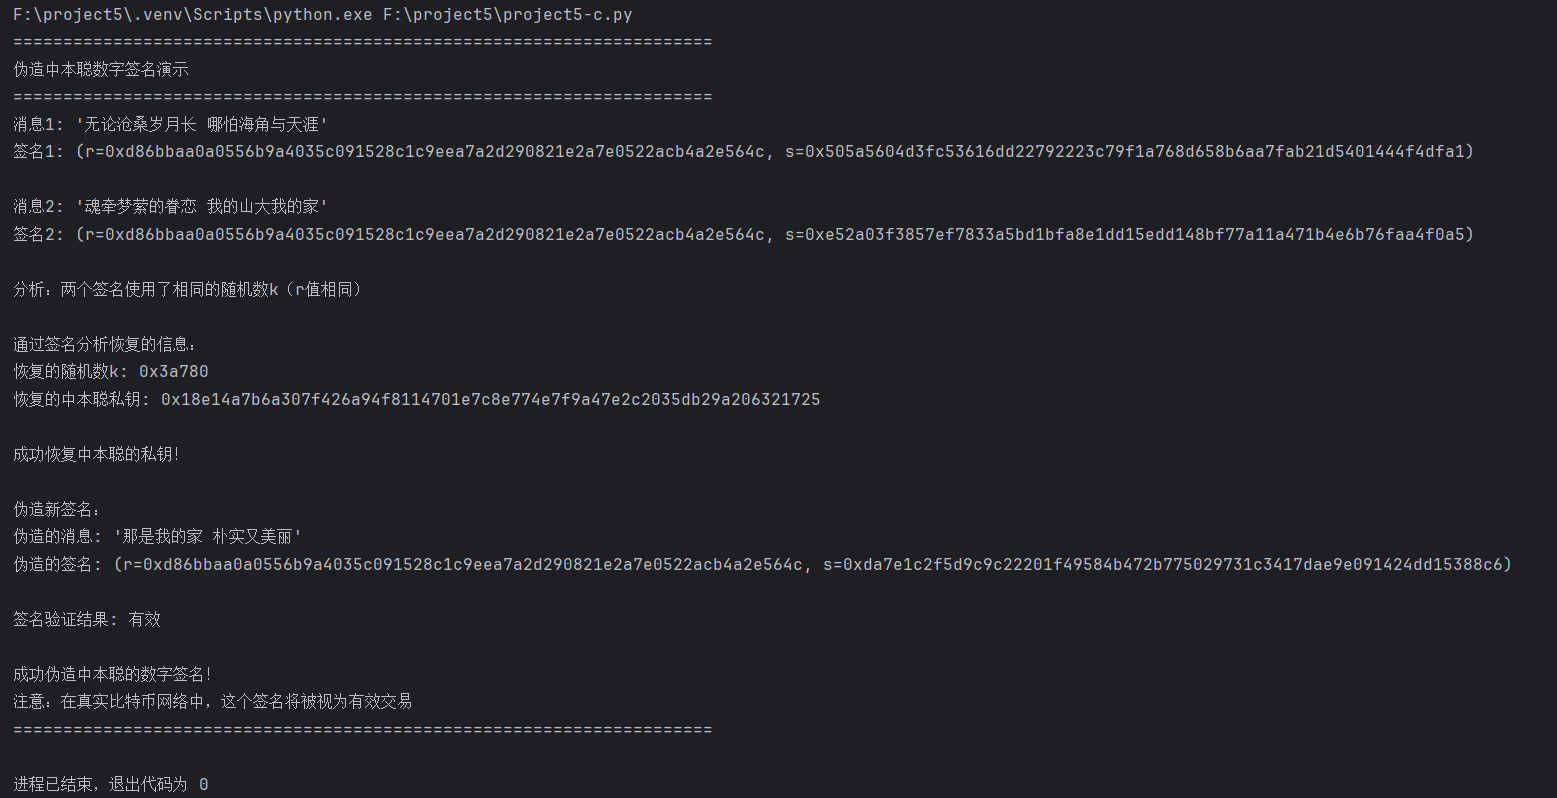 F:\project5\.venv\Scripts\python.exe F:\project5\project5-c.py
======================================================================
伪造中本聪数字签名演示
======================================================================
消息1: '无论沧桑岁月长 哪怕海角与天涯'
签名1: (r=0xd86bbaa0a0556b9a4035c091528c1c9eea7a2d290821e2a7e0522acb4a2e564c, s=0x505a5604d3fc53616dd22792223c79f1a768d658b6aa7fab21d5401444f4dfa1)
消息2: '魂牵梦萦的眷恋 我的山大我的家'
签名2: (r=0xd86bbaa0a0556b9a4035c091528c1c9eea7a2d290821e2a7e0522acb4a2e564c, s=0xe52a03f3857ef7833a5bd1bfa8e1dd15edd148bf77a11a471b4e6b76faa4f0a5)
分析：两个签名使用了相同的随机数k（r值相同）
通过签名分析恢复的信息：
恢复的随机数k: 0x3a780
恢复的中本聪私钥: 0x18e14a7b6a307f426a94f8114701e7c8e774e7f9a47e2c2035db29a206321725
成功恢复中本聪的私钥！
伪造新签名：
伪造的消息: '那是我的家 朴实又美丽'
伪造的签名: (r=0xd86bbaa0a0556b9a4035c091528c1c9eea7a2d290821e2a7e0522acb4a2e564c, s=0xda7e1c2f5d9c9c22201f49584b472b775029731c3417dae9e091424dd15388c6)
签名验证结果: 有效
成功伪造中本聪的数字签名！
注意：在真实比特币网络中，这个签名将被视为有效交易
======================================================================
进程已结束，退出代码为 0